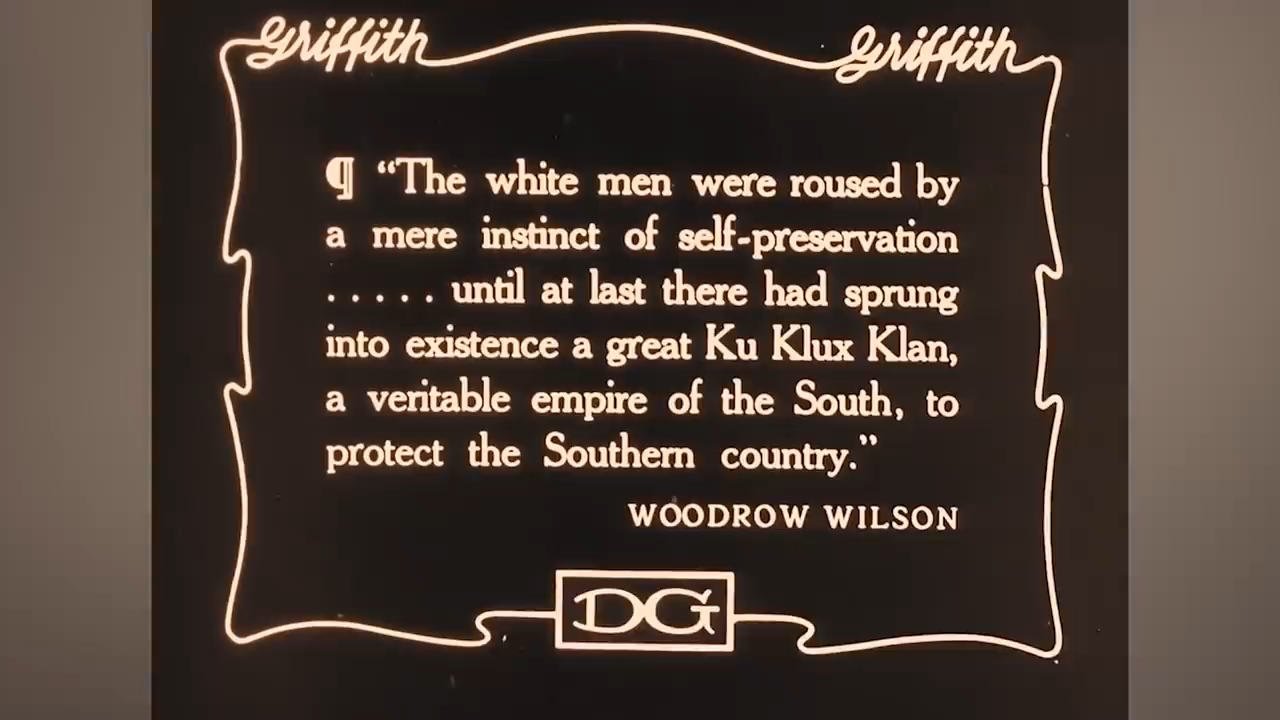 Griffith Griffith
¶ “The white men were roused by
a mere instinct of self-preservation
. . . . . until at last there had sprung
into existence a great Ku Klux Klan,
a veritable empire of the South, to
protect the Southern country.”
WOODROW WILSON
DG